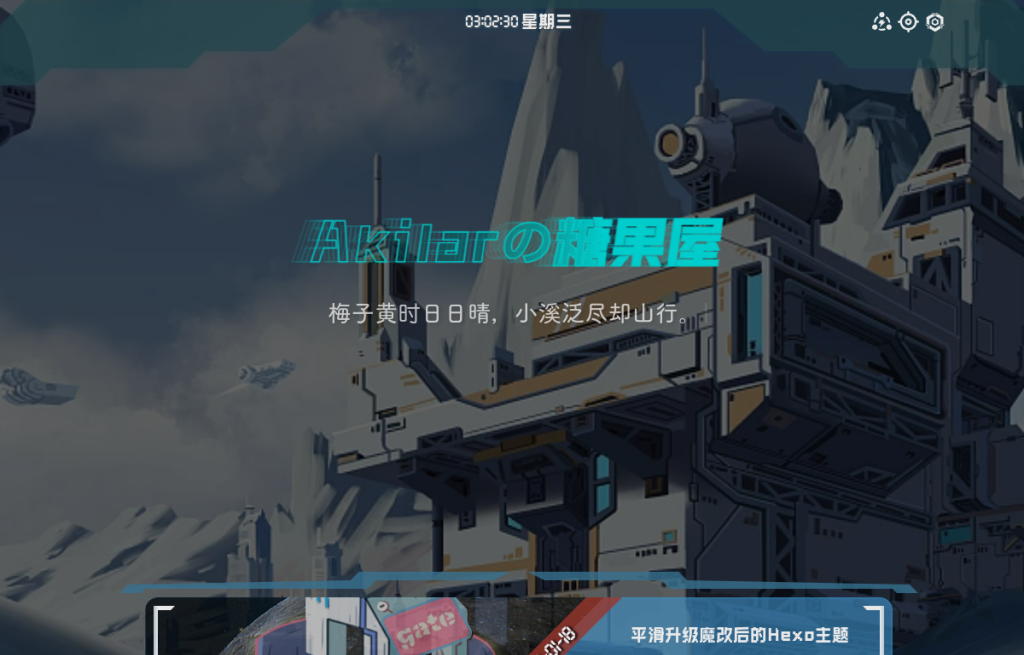 03:02:30 星期三
Akilarの糖果屋
梅子黄时日日晴，小溪泛尽却山行。
gate
01-18
平滑升级魔改后的Hexo主题